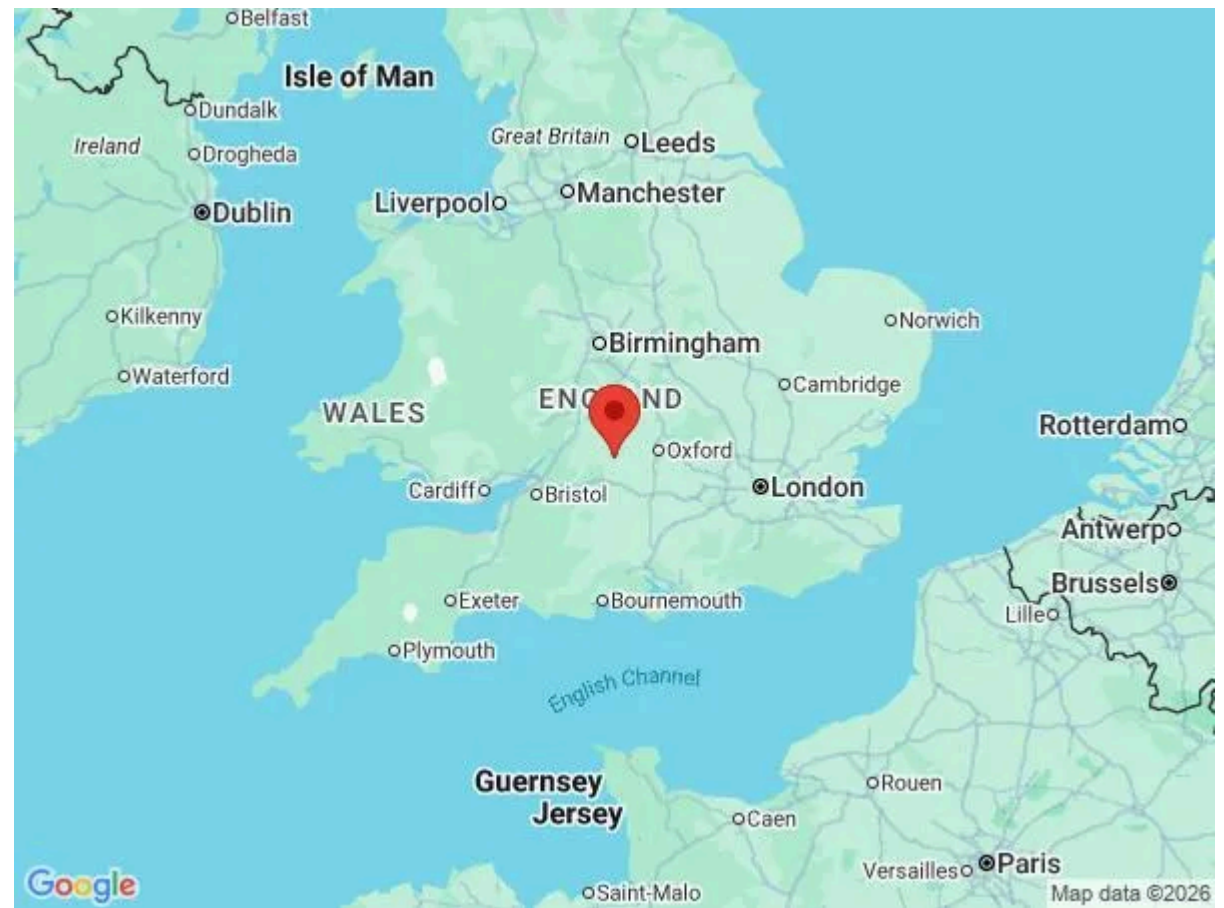 Belfast
Isle of Man
Dundalk
Ireland
Great Britain
Leeds
Drogheda
Manchester
Liverpool
Dublin
Kilkenny
Norwich
Birmingham
Waterford
Cambridge
ENGLAND
WALES
Rotterdam
Oxford
Cardiff
Bristol
London
Antwerp
Brussels
Exeter
Bournemouth
Lille
Plymouth
English Channel
Guernsey
Jersey
Rouen
Caen
Versailles
Paris
Google
Saint-Malo
Map data ©2026